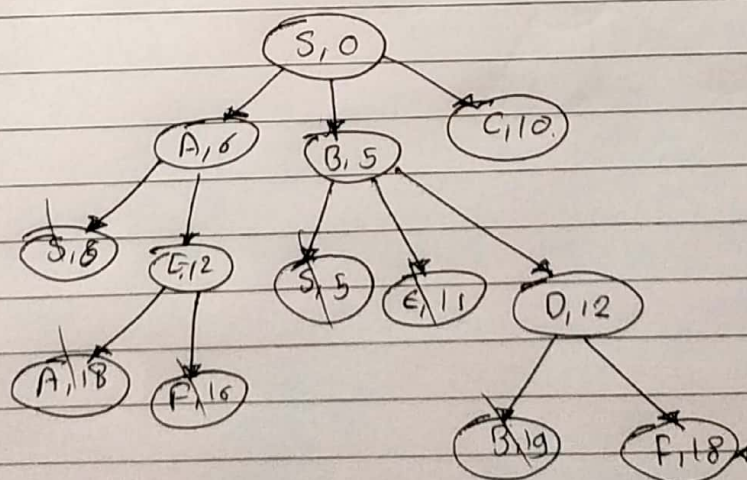 S, 0
A, 6 B, 5 C, 10.
S, 8 E, 12 S, 5 E, 11 D, 12
A, 18 F, 16 B, 19 F, 18